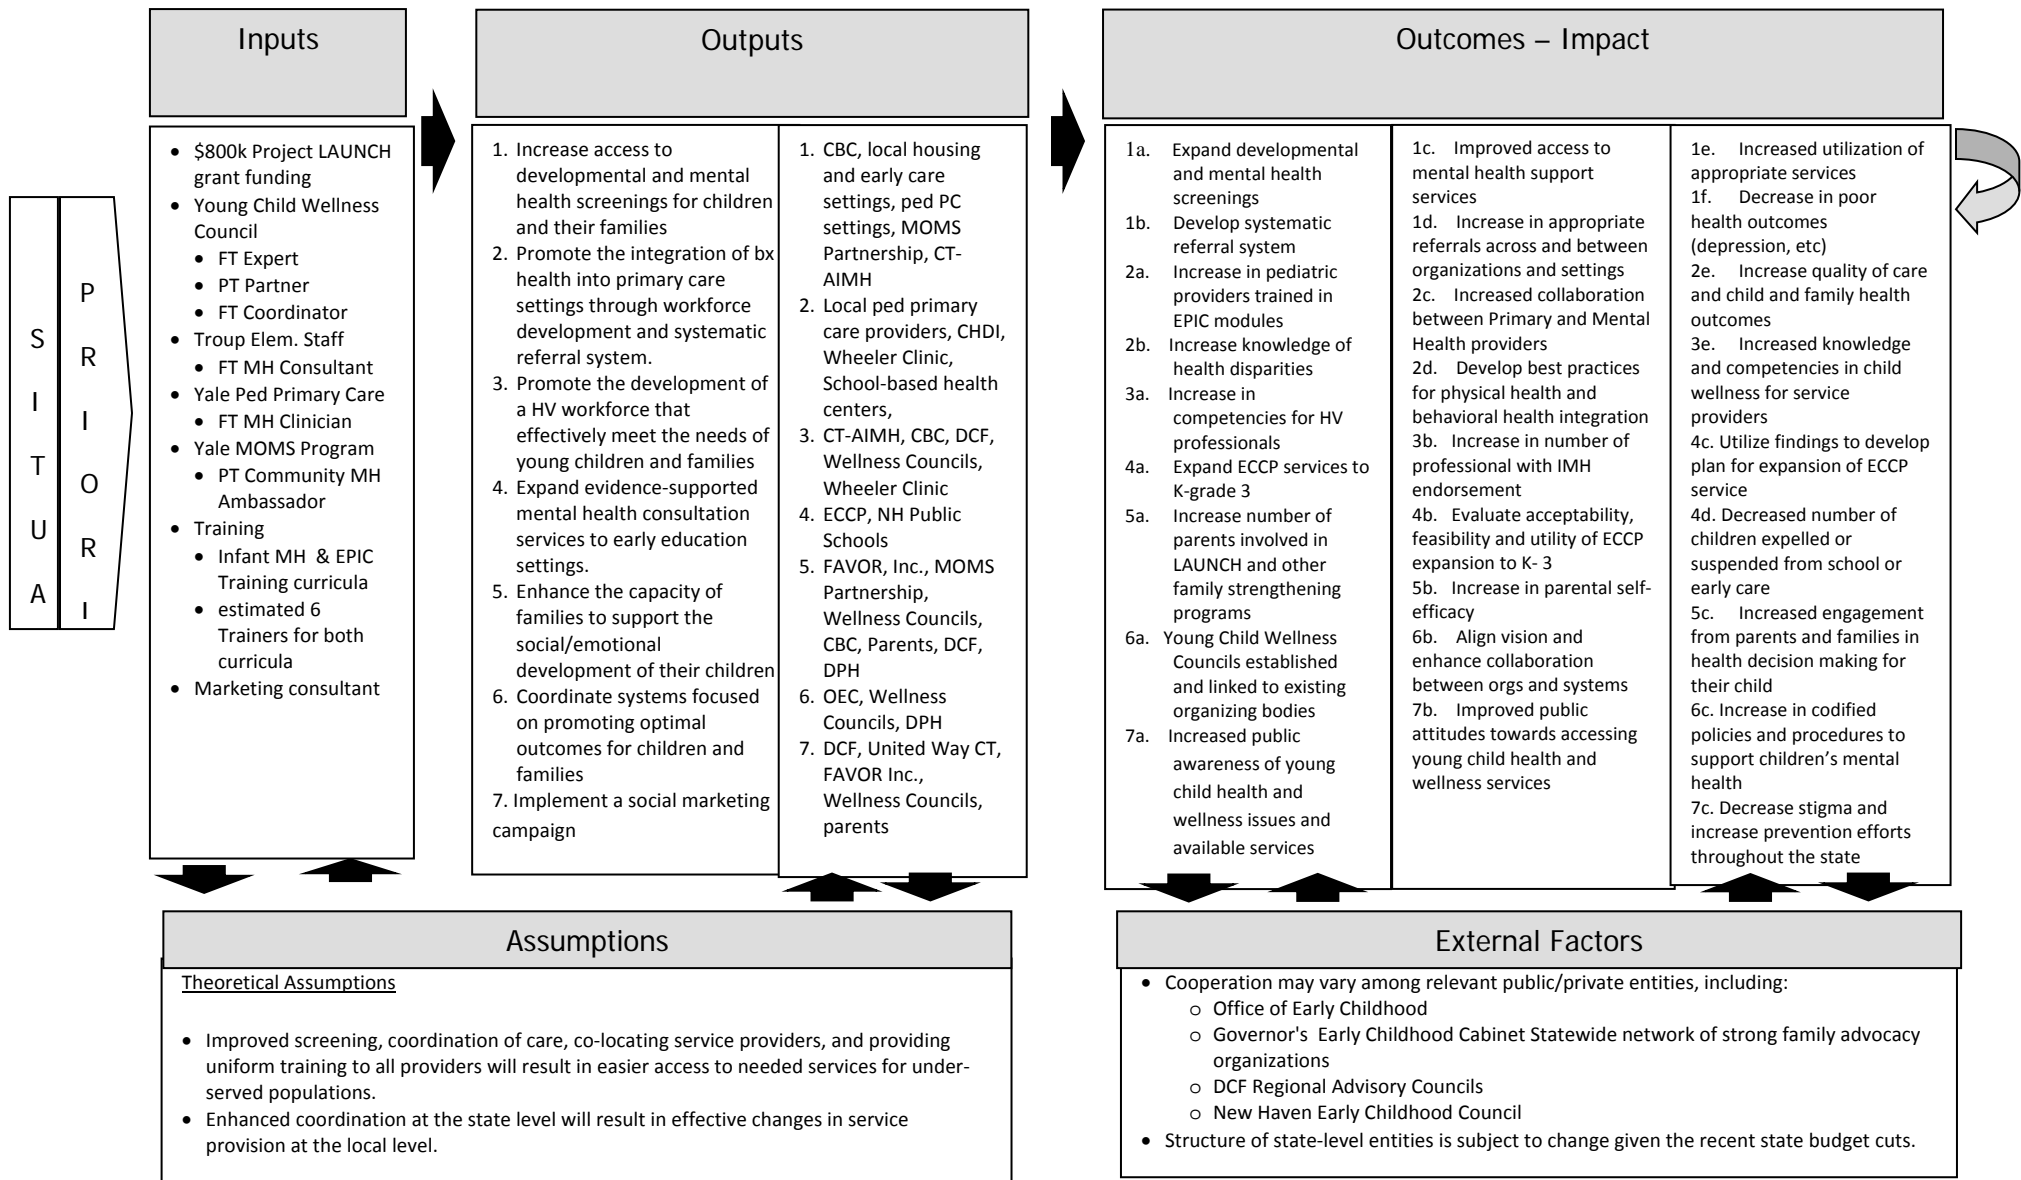 Inputs
Outputs
Outcomes – Impact
S
I
T
U
A
P
R
I
O
R
I
• $800k Project LAUNCH
grant funding
• Young Child Wellness
Council
• FT Expert
• PT Partner
• FT Coordinator
• Troup Elem. Staff
• FT MH Consultant
• Yale Ped Primary Care
• FT MH Clinician
• Yale MOMS Program
• PT Community MH
Ambassador
• Training
• Infant MH & EPIC
Training curricula
• estimated 6
Trainers for both
curricula
• Marketing consultant
1. Increase access to
developmental and mental
health screenings for children
and their families
2. Promote the integration of bx
health into primary care
settings through workforce
development and systematic
referral system.
3. Promote the development of
a HV workforce that
effectively meet the needs of
young children and families
4. Expand evidence-supported
mental health consultation
services to early education
settings.
5. Enhance the capacity of
families to support the
social/emotional
development of their children
6. Coordinate systems focused
on promoting optimal
outcomes for children and
families
7. Implement a social marketing
campaign
1. CBC, local housing
and early care
settings, ped PC
settings, MOMS
Partnership, CT-
AIMH
2. Local ped primary
care providers, CHDI,
Wheeler Clinic,
School-based health
centers,
3. CT-AIMH, CBC, DCF,
Wellness Councils,
Wheeler Clinic
4. ECCP, NH Public
Schools
5. FAVOR, Inc., MOMS
Partnership,
Wellness Councils,
CBC, Parents, DCF,
DPH
6. OEC, Wellness
Councils, DPH
7. DCF, United Way CT,
FAVOR Inc.,
Wellness Councils,
parents
1a. Expand developmental
and mental health
screenings
1b. Develop systematic
referral system
2a. Increase in pediatric
providers trained in
EPIC modules
2b. Increase knowledge of
health disparities
3a. Increase in
competencies for HV
professionals
4a. Expand ECCP services to
K-grade 3
5a. Increase number of
parents involved in
LAUNCH and other
family strengthening
programs
6a. Young Child Wellness
Councils established
and linked to existing
organizing bodies
7a. Increased public
awareness of young
child health and
wellness issues and
available services
1c. Improved access to
mental health support
services
1d. Increase in appropriate
referrals across and between
organizations and settings
2c. Increased collaboration
between Primary and Mental
Health providers
2d. Develop best practices
for physical health and
behavioral health integration
3b. Increase in number of
professional with IMH
endorsement
4b. Evaluate acceptability,
feasibility and utility of ECCP
expansion to K- 3
5b. Increase in parental self-
efficacy
6b. Align vision and
enhance collaboration
between orgs and systems
7b. Improved public
attitudes towards accessing
young child health and
wellness services
1e. Increased utilization of
appropriate services
1f. Decrease in poor
health outcomes
(depression, etc)
2e. Increase quality of care
and child and family health
outcomes
3e. Increased knowledge
and competencies in child
wellness for service
providers
4c. Utilize findings to develop
plan for expansion of ECCP
service
4d. Decreased number of
children expelled or
suspended from school or
early care
5c. Increased engagement
from parents and families in
health decision making for
their child
6c. Increase in codified
policies and procedures to
support children's mental
health
7c. Decrease stigma and
increase prevention efforts
throughout the state
Assumptions
Theoretical Assumptions
• Improved screening, coordination of care, co-locating service providers, and providing
uniform training to all providers will result in easier access to needed services for under-
served populations.
• Enhanced coordination at the state level will result in effective changes in service
provision at the local level.
External Factors
• Cooperation may vary among relevant public/private entities, including:
o Office of Early Childhood
o Governor's Early Childhood Cabinet Statewide network of strong family advocacy
organizations
o DCF Regional Advisory Councils
o New Haven Early Childhood Council
• Structure of state-level entities is subject to change given the recent state budget cuts.